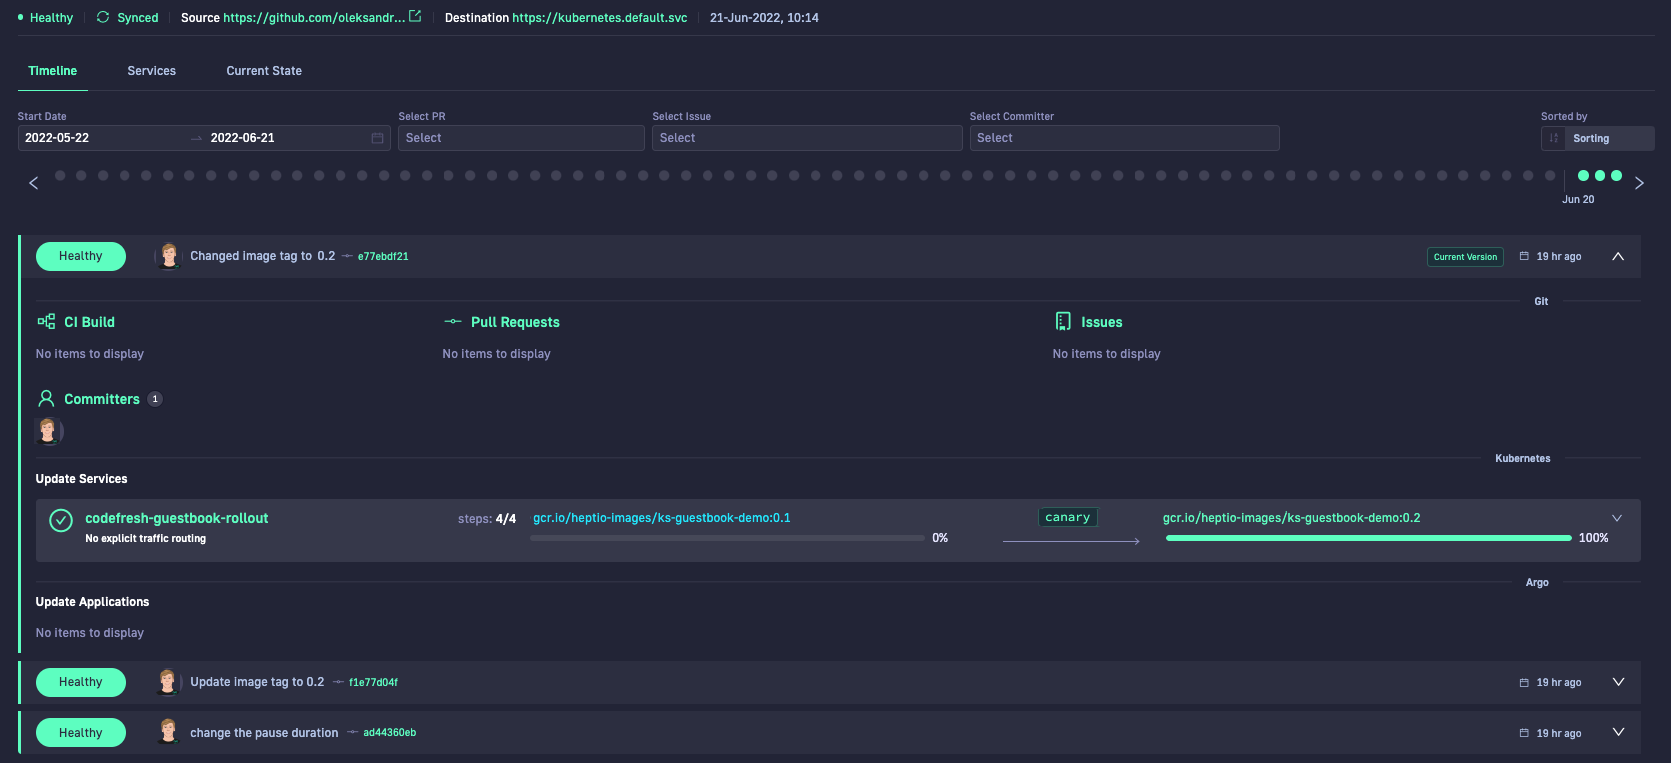 Healthy Synced Source https://github.com/oleksandr... Destination https://kubernetes.default.svc 21-Jun-2022, 10:14
Timeline Services Current State
Start Date Select PR Select Issue Select Committer Sorted by
2022-05-22 → 2022-06-21 Select Select Select Sorting
Jun 20
Healthy Changed image tag to 0.2 e77ebdf21 Current Version 19 hr ago
Git
CI Build Pull Requests Issues
No items to display No items to display No items to display
Committers 1
Kubernetes
Update Services
codefresh-guestbook-rollout steps: 4/4 gcr.io/heptio-images/ks-guestbook-demo:0.1 canary gcr.io/heptio-images/ks-guestbook-demo:0.2
No explicit traffic routing 0% 100%
Argo
Update Applications
No items to display
Healthy Update image tag to 0.2 f1e77d04f 19 hr ago
Healthy change the pause duration ad44360eb 19 hr ago